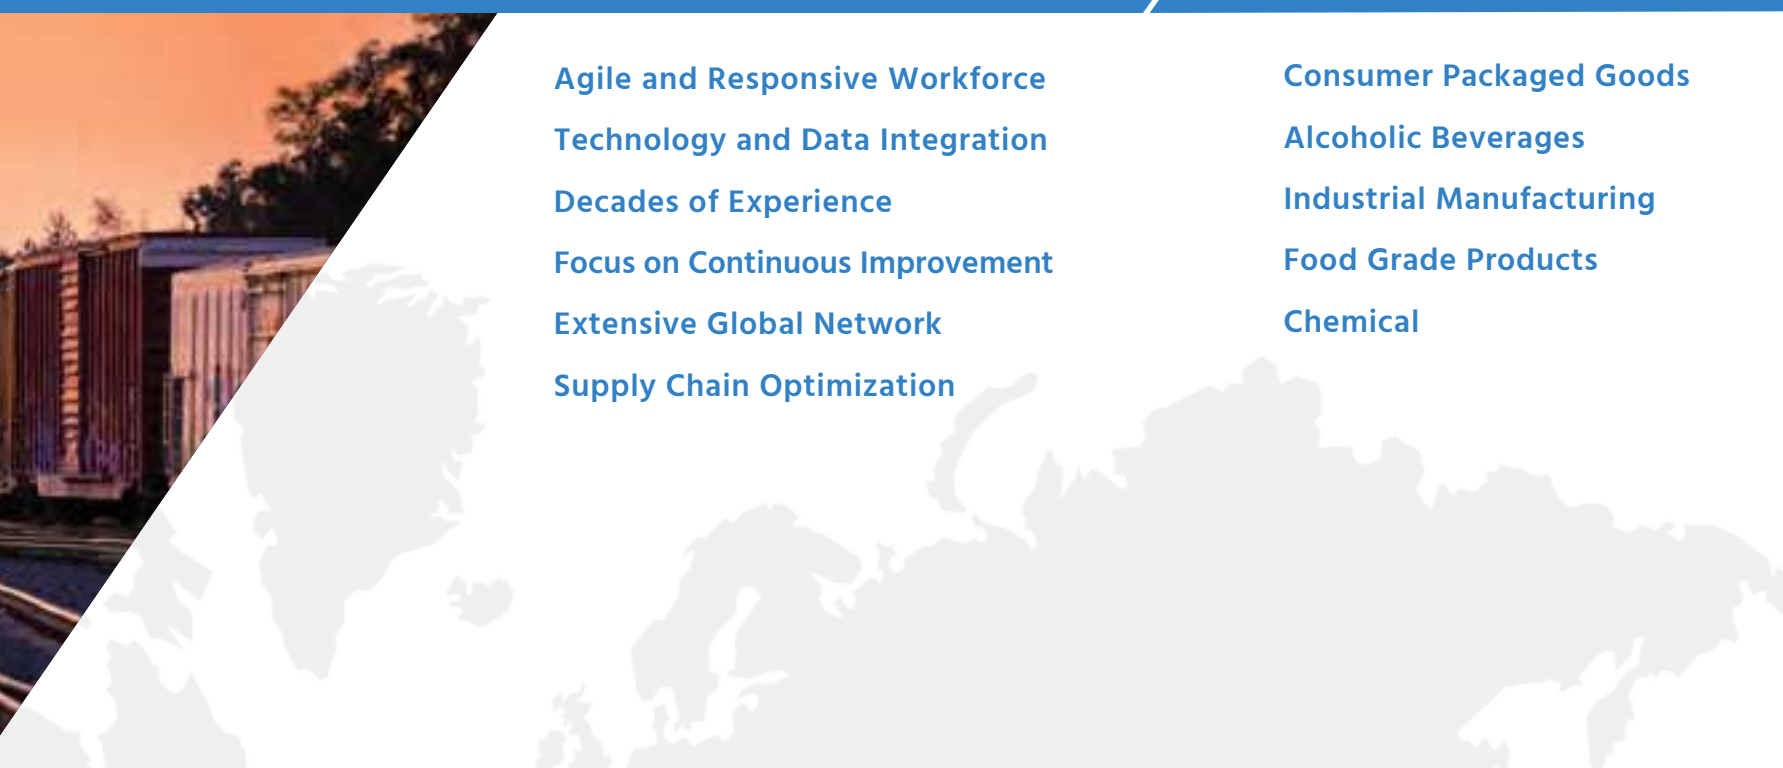 Agile and Responsive Workforce
Technology and Data Integration
Decades of Experience
Focus on Continuous Improvement
Extensive Global Network
Supply Chain Optimization
Consumer Packaged Goods
Alcoholic Beverages
Industrial Manufacturing
Food Grade Products
Chemical